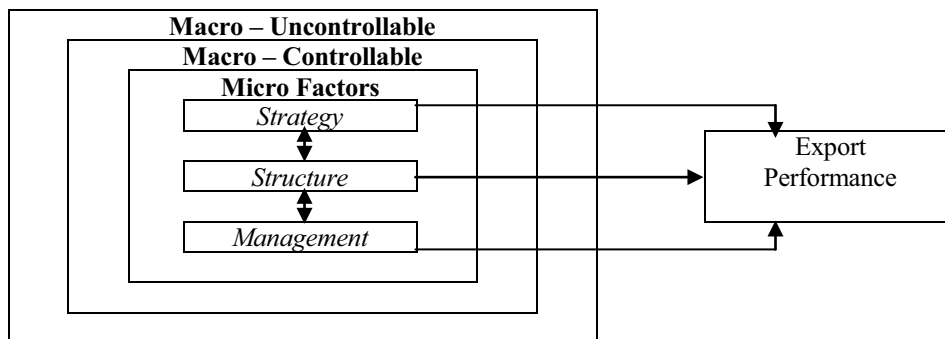 Macro – Uncontrollable
Macro – Controllable
Micro Factors
Strategy
Structure
Management
Export
Performance